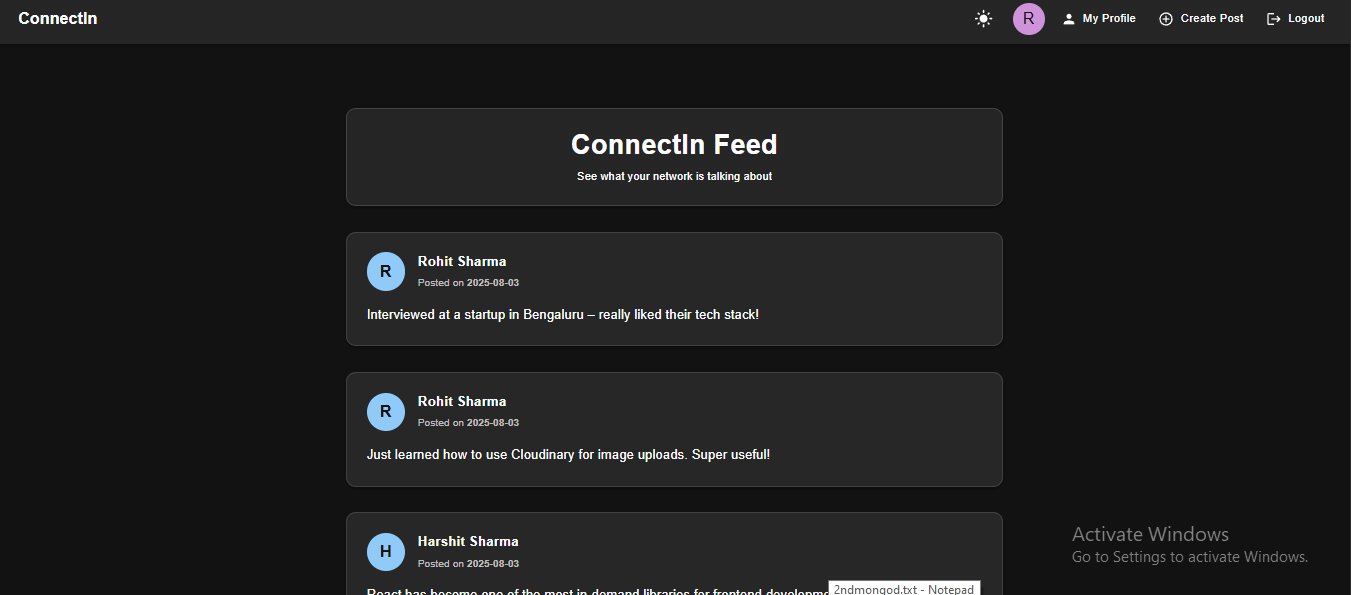 ConnectIn
R
My Profile
Create Post
Logout
ConnectIn Feed
See what your network is talking about
R
Rohit Sharma
Posted on 2025-08-03
Interviewed at a startup in Bengaluru – really liked their tech stack!
R
Rohit Sharma
Posted on 2025-08-03
Just learned how to use Cloudinary for image uploads. Super useful!
H
Harshit Sharma
Posted on 2025-08-03
React has become one of the most in-demand libraries for frontend
2ndmongod.txt - Notepad
Activate Windows
Go to Settings to activate Windows.